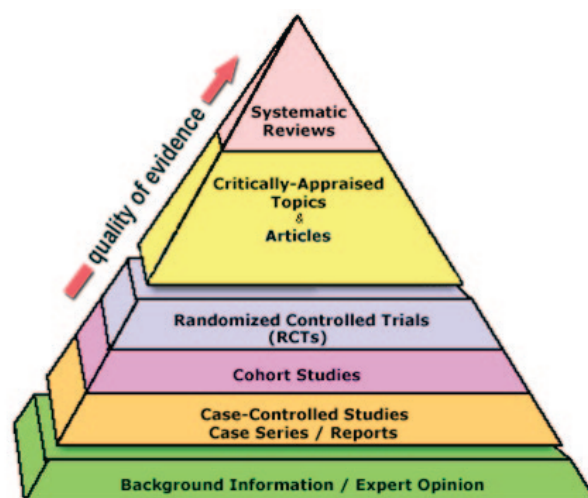 quality of evidence
Systematic
Reviews
Critically-Appraised
Topics
&
Articles
Randomized Controlled Trials
(RCTs)
Cohort Studies
Case-Controlled Studies
Case Series / Reports
Background Information / Expert Opinion